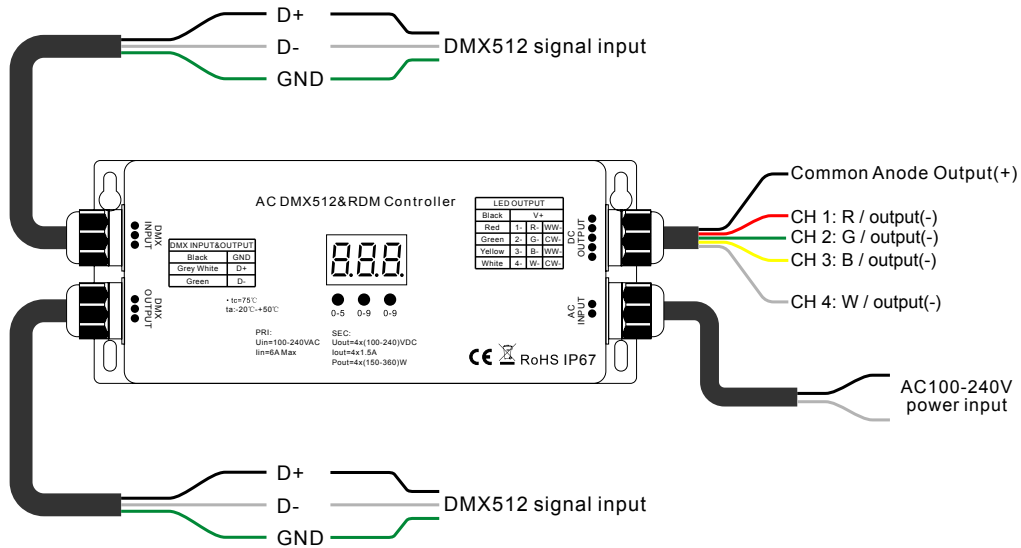 D+
D-
GND
DMX512 signal input
AC DMX512&RDM Controller
DMX INPUT
DMX INPUT&OUTPUT
Black GND
Grey White D+
Green D-
DMX OUTPUT
• tc=75℃
ta:-20℃-+50℃
8.8.8.
0-5 0-9 0-9
PRI:
Uin=100-240VAC
Iin=6A Max
SEC:
Uout=4x(100-240)VDC
Iout=4x1.5A
Pout=4x(150-360)W
LED OUTPUT
Black V+
Red 1- R- WW-
Green 2- G- CW-
Yellow 3- B- WW-
White 4- W- CW-
DC OUTPUT
AC INPUT
CE RoHS IP67
Common Anode Output(+)
CH 1: R / output(-)
CH 2: G / output(-)
CH 3: B / output(-)
CH 4: W / output(-)
AC100-240V
power input
D+
D-
GND
DMX512 signal input